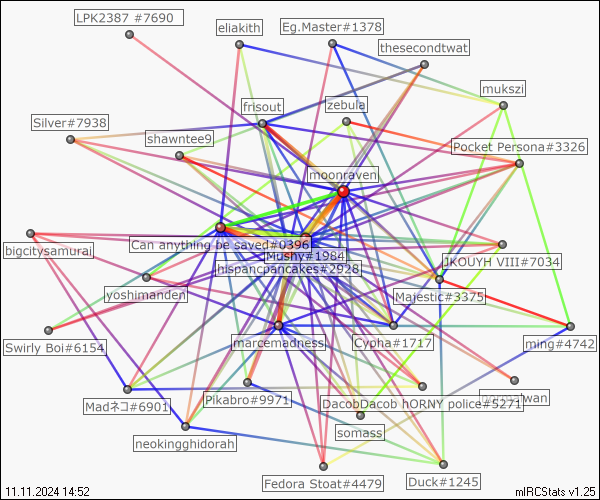 LPK2387 #7690
eliakith
Eg.Master#1378
thesecondtwat
mukszi
frisout
zebula
Silver#7938
shawntee9
Pocket Persona#3326
moonraven
Can anything be saved#0396
bigcitysamurai
Mushy#1984
JKOUYH VIII#7034
hispancpancakes#2928
yoshimanden
Majestic#3375
Swirly Boi#6154
marcemadness
Cypha#1717
ming#4742
Madネコ#6901
Pikabro#9971
DacobDacob hORNY police#5271
somass
neokingghidorah
Fedora Stoat#4479
Duck#1245
11.11.2024 14:52
mIRCStats v1.25